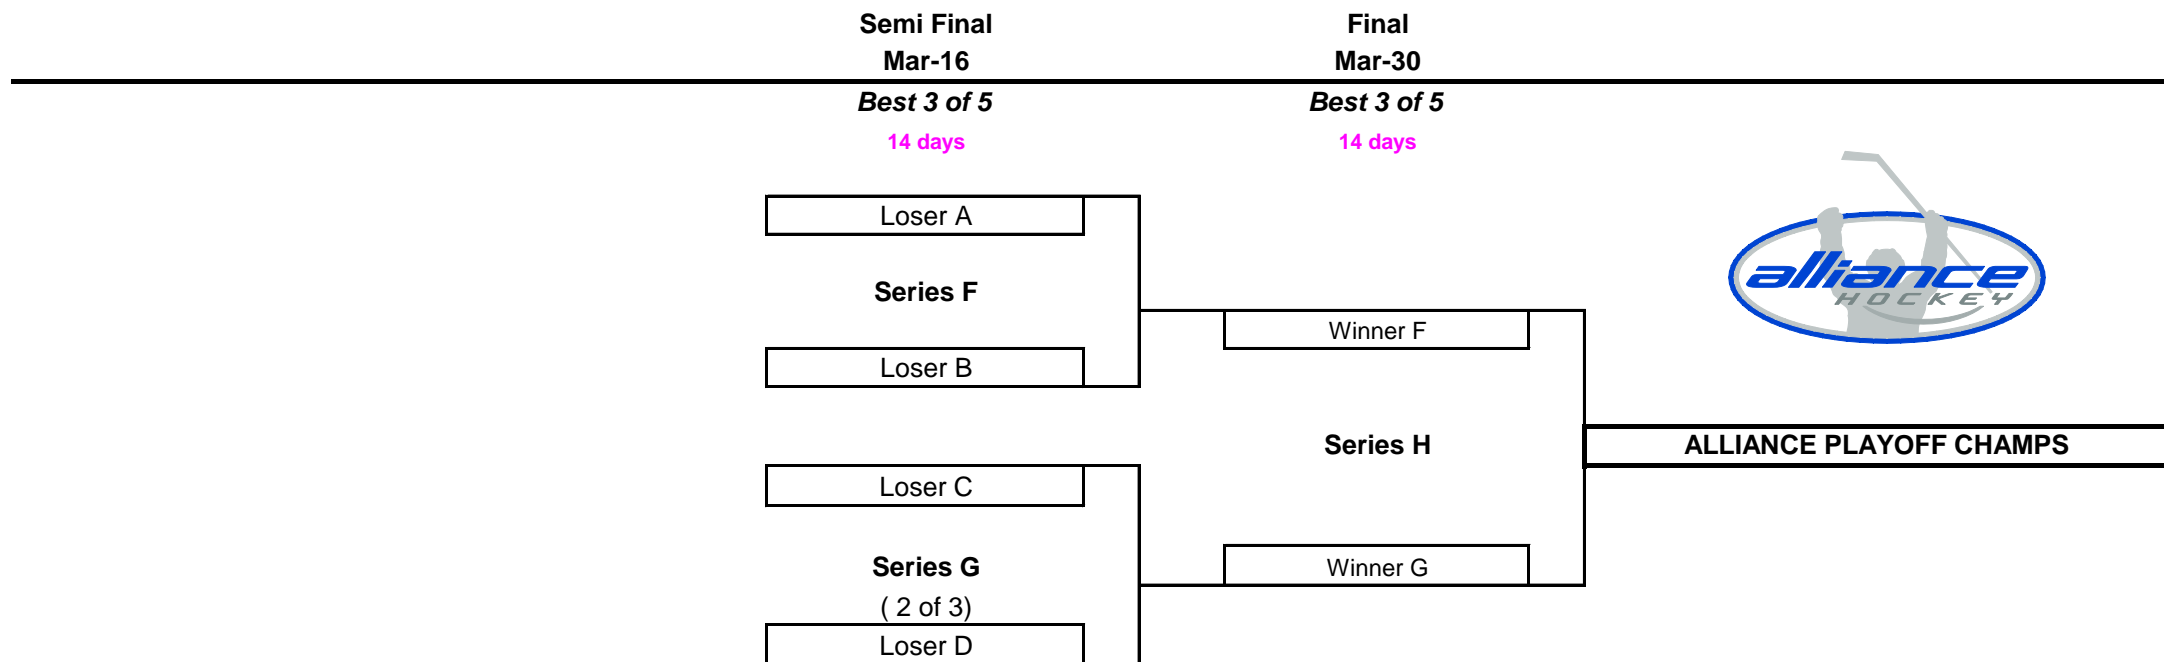 Semi Final Final
Mar-16 Mar-30
Best 3 of 5 Best 3 of 5
14 days 14 days
Loser A
Series F
Loser B
Winner F
alliance
HOCKEY
Series H
ALLIANCE PLAYOFF CHAMPS
Loser C
Series G
( 2 of 3)
Loser D
Winner G